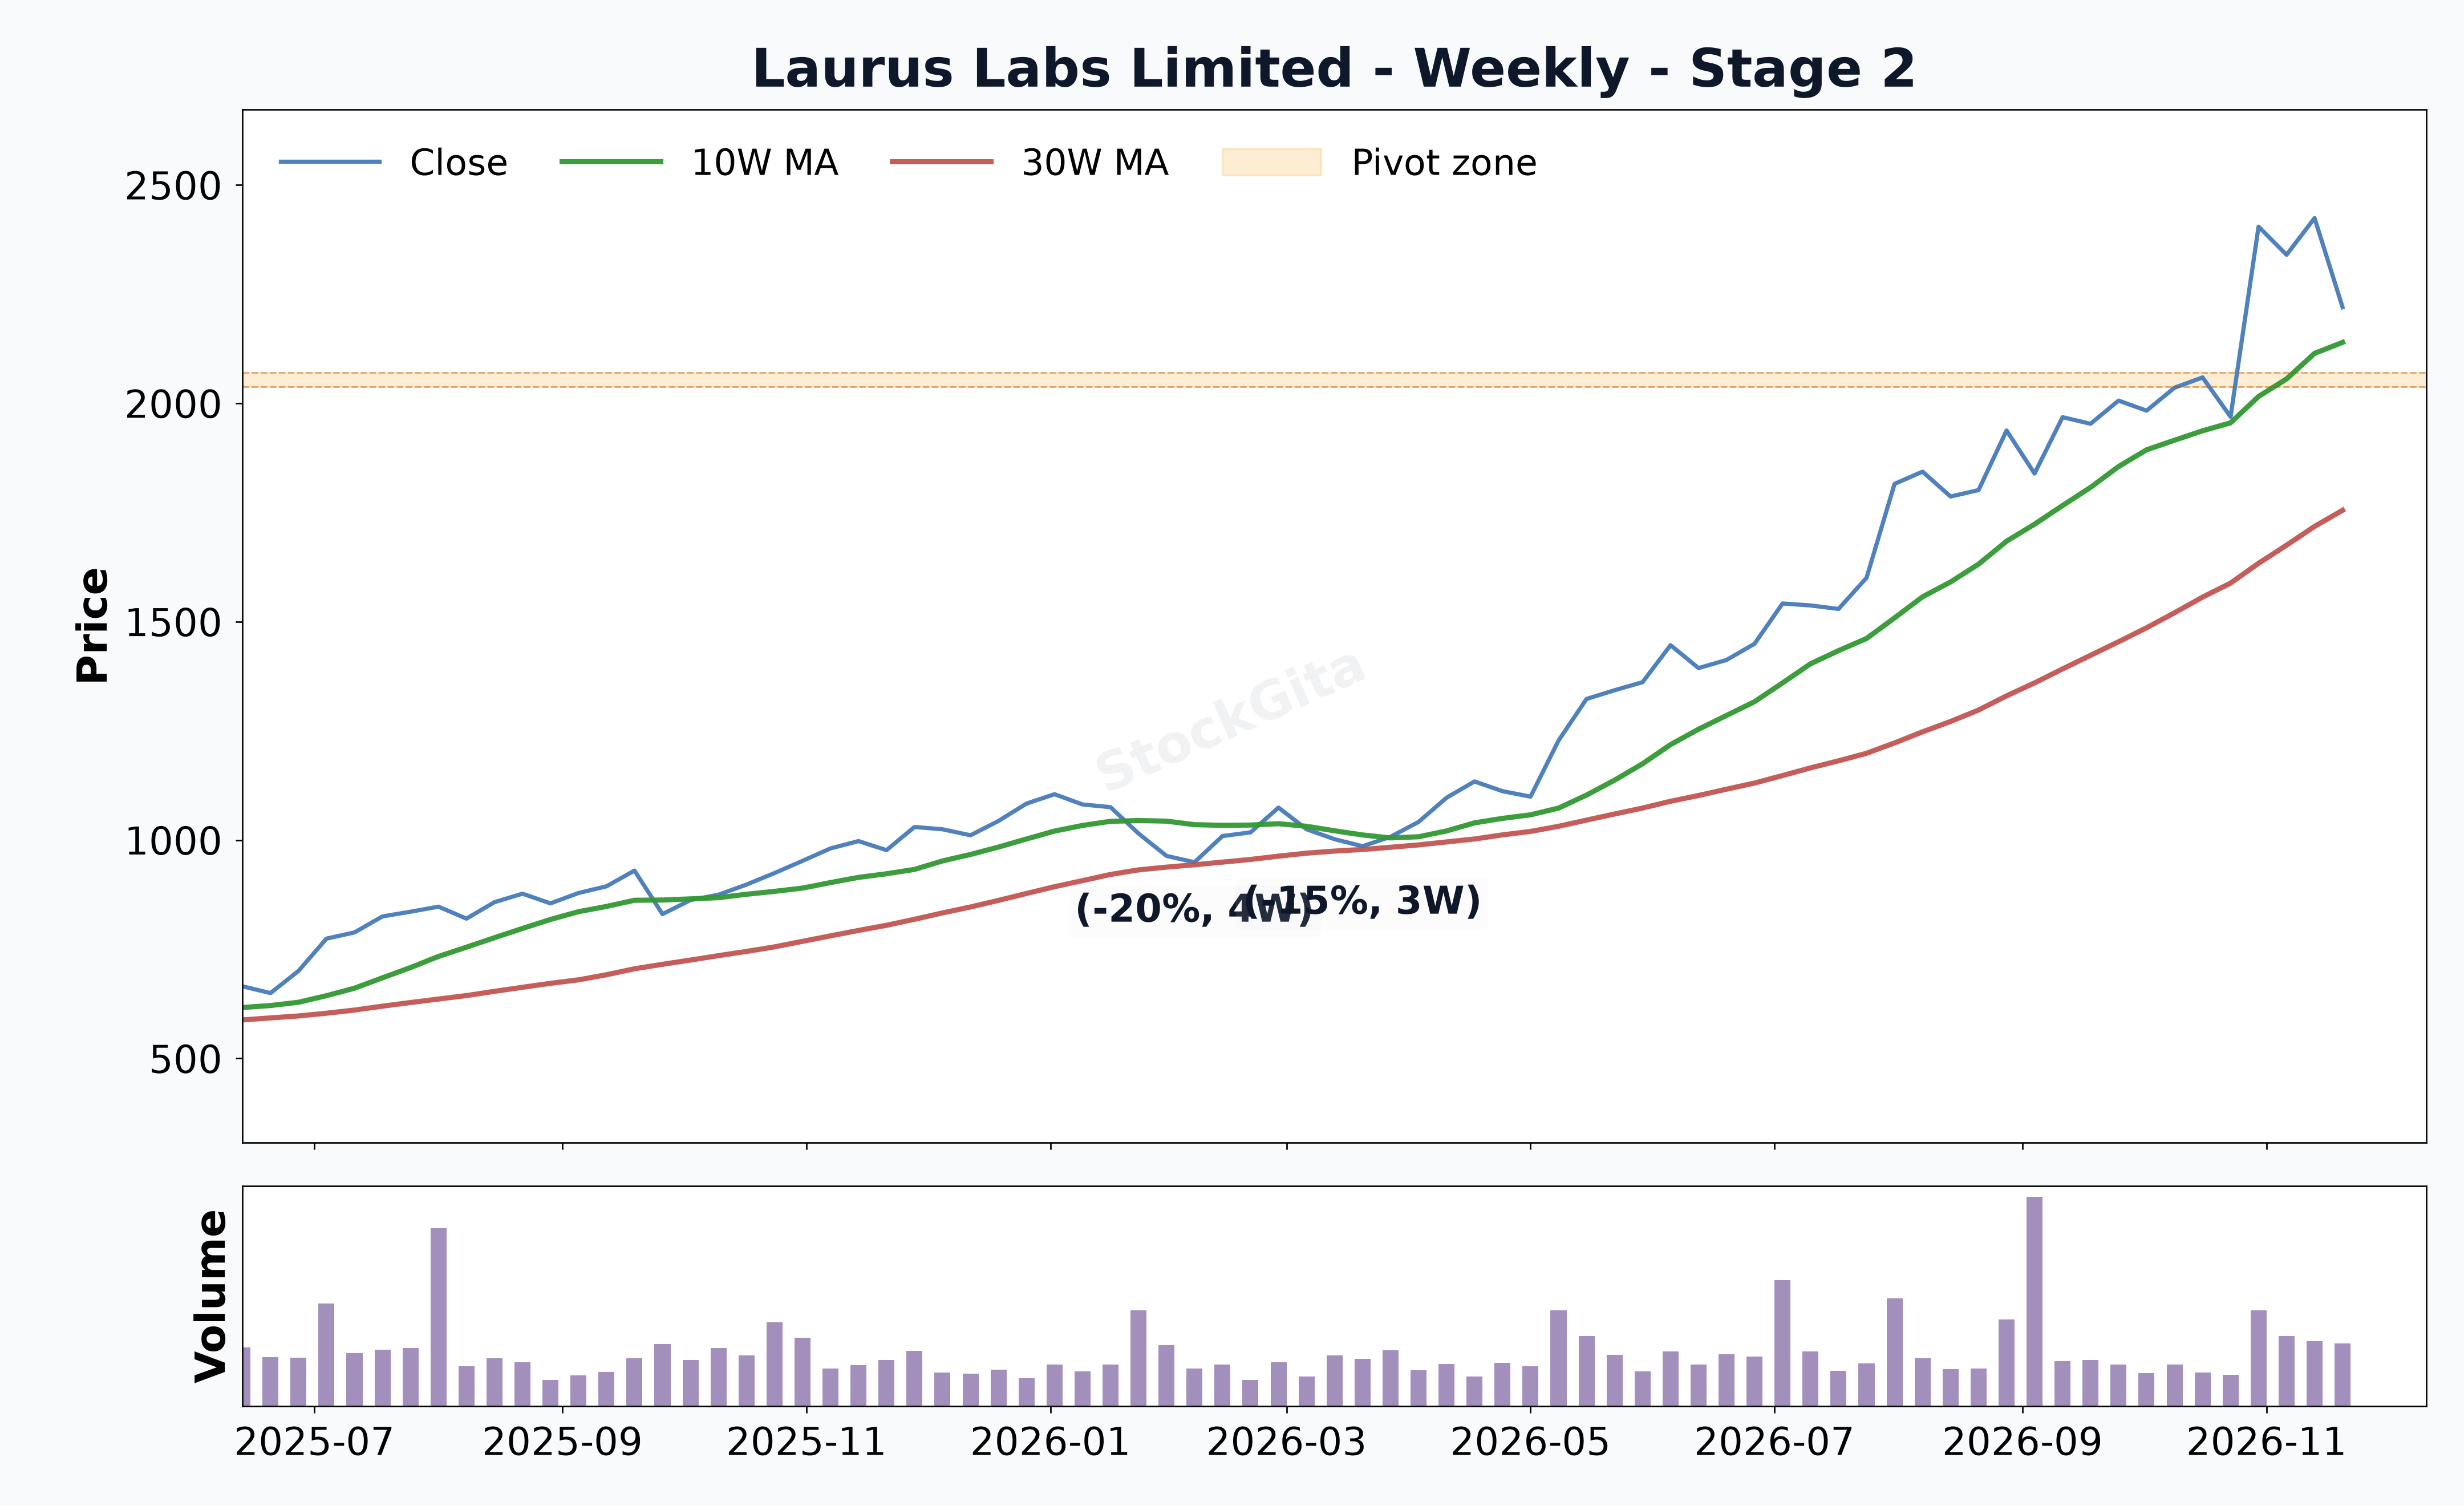 Laurus Labs Limited - Weekly - Stage 2
Close
10W MA
30W MA
Pivot zone
2500
2000
1500
1000
500
Price
StockGita
(-20%, 4W)
(-15%, 3W)
Volume
2025-07
2025-09
2025-11
2026-01
2026-03
2026-05
2026-07
2026-09
2026-11